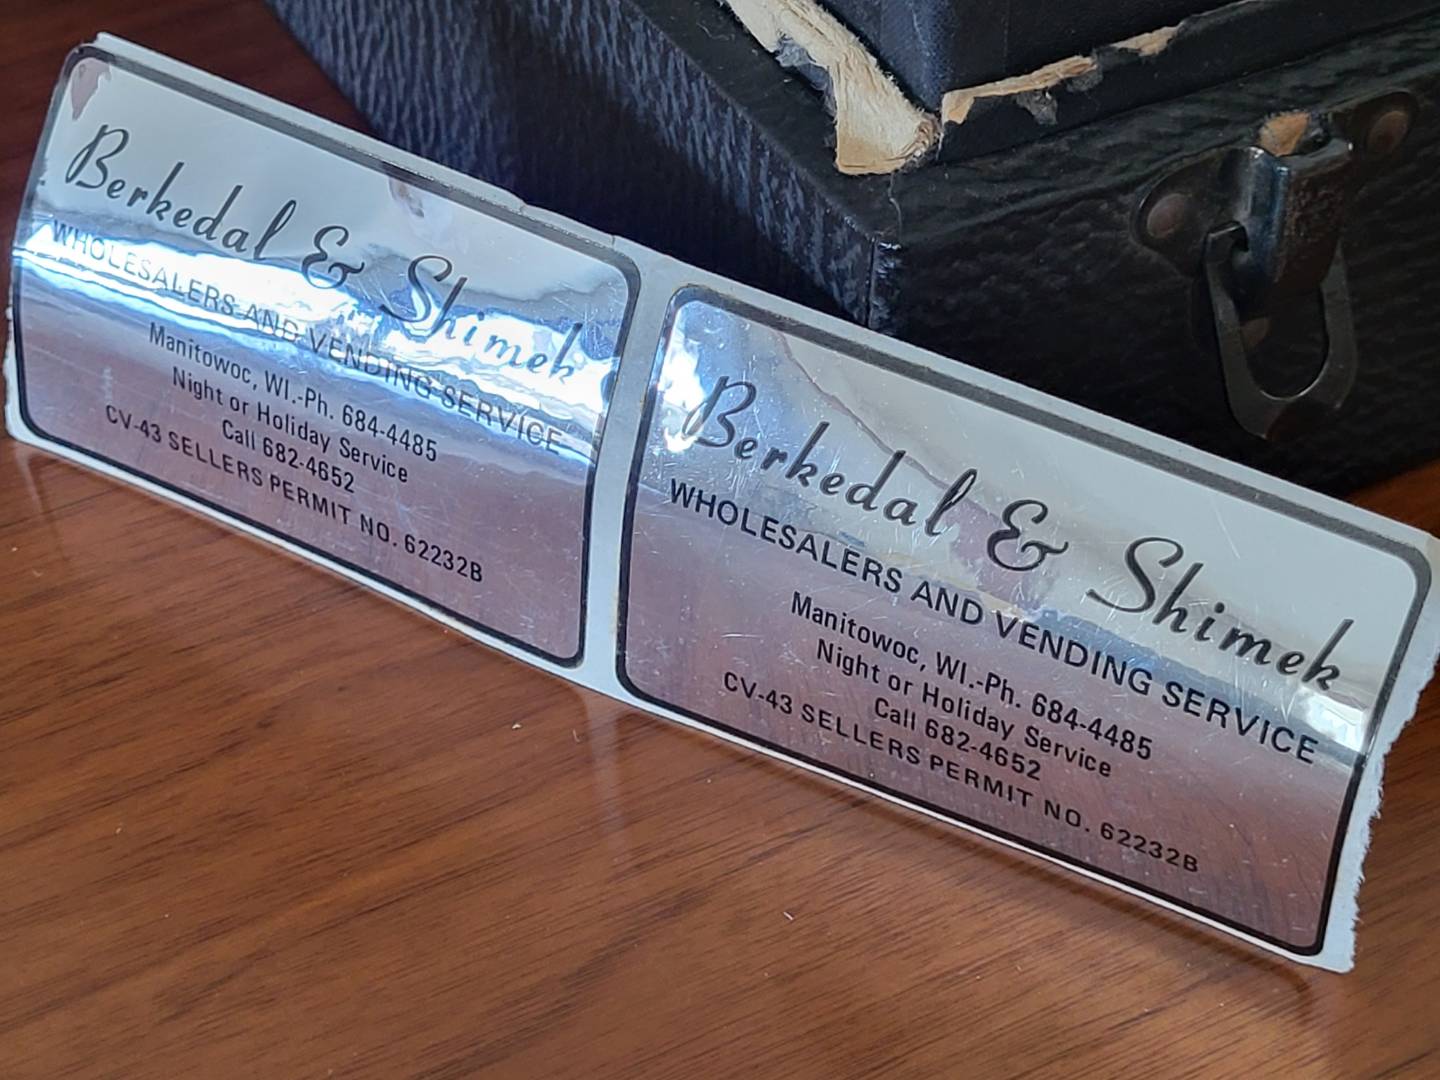 Berkedal & Shimek
WHOLESALERS AND VENDING SERVICE
Manitowoc, WI.-Ph. 684-4485
Night or Holiday Service
Call 682-4652
CV-43 SELLERS PERMIT NO. 62232B
Berkedal & Shimek
WHOLESALERS AND VENDING SERVICE
Manitowoc, WI.-Ph. 684-4485
Night or Holiday Service
Call 682-4652
CV-43 SELLERS PERMIT NO. 62232B